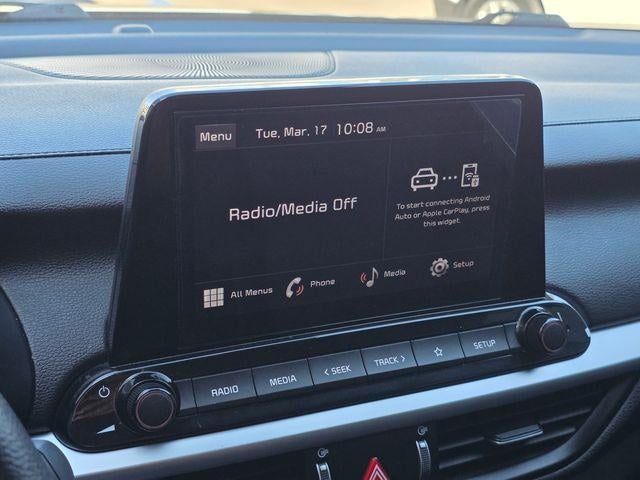 Menu
Tue, Mar. 17 10:08 AM
Radio/Media Off
To start connecting Android
Auto or Apple CarPlay, press
this widget.
All Menus
Phone
Media
Setup
RADIO
MEDIA
< SEEK
TRACK >
SETUP